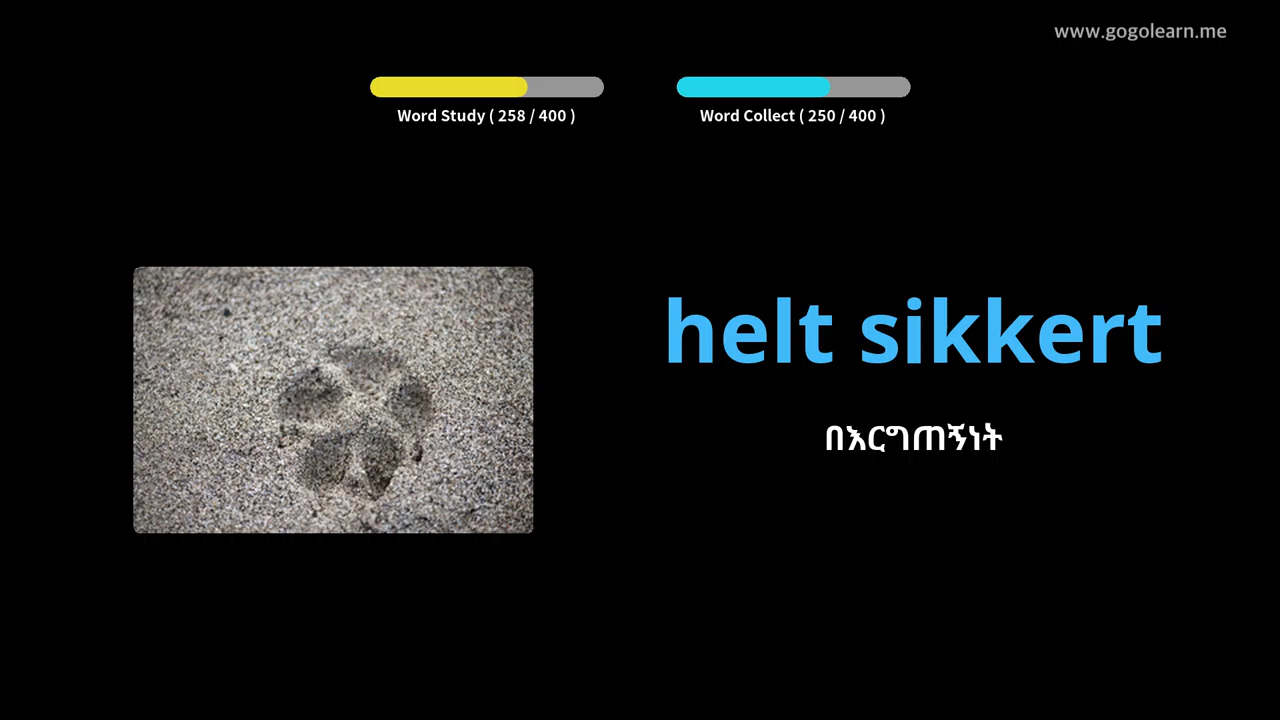 www.gogolearn.me
Word Study ( 258 / 400 )
Word Collect ( 250 / 400 )
helt sikkert
በእርግጠኝነት